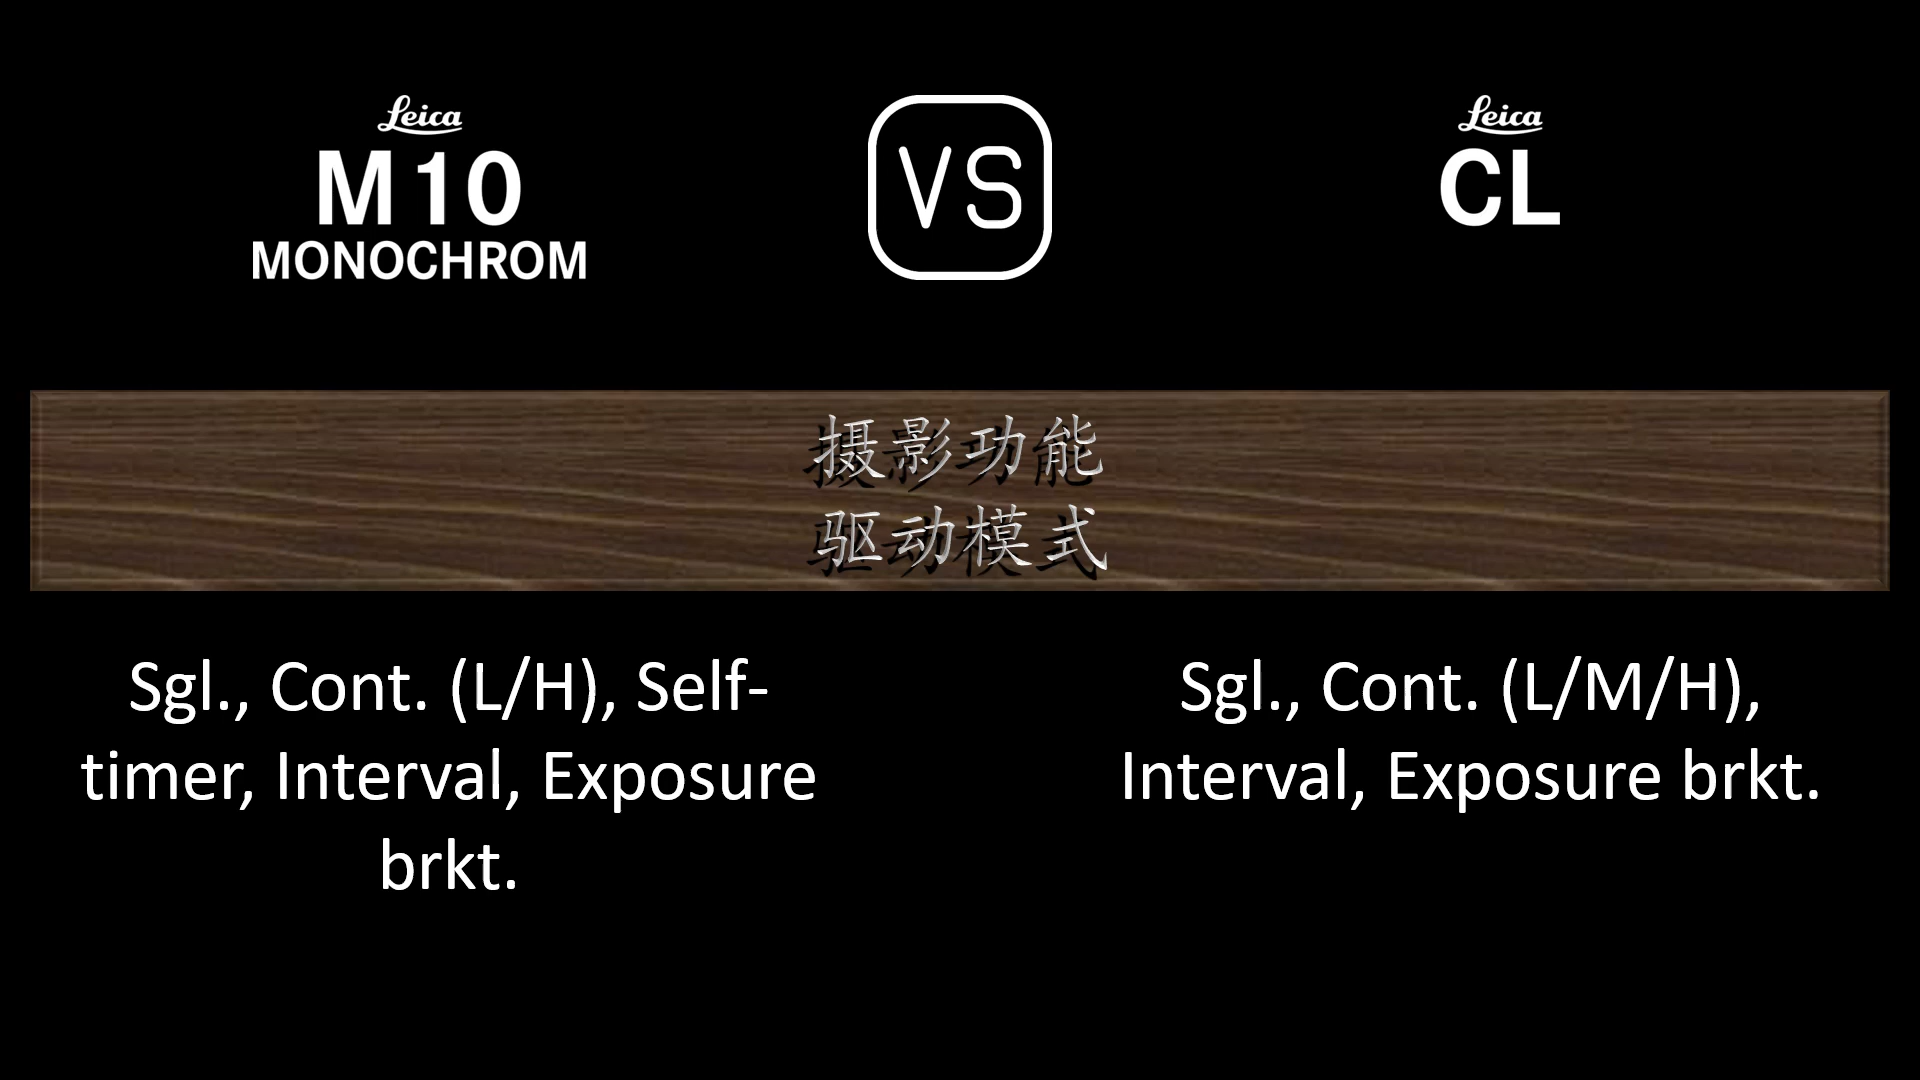 Leica
M10
MONOCHROM
VS
Leica
CL
摄影功能
驱动模式
Sgl., Cont. (L/H), Self-
timer, Interval, Exposure
brkt.
Sgl., Cont. (L/M/H),
Interval, Exposure brkt.